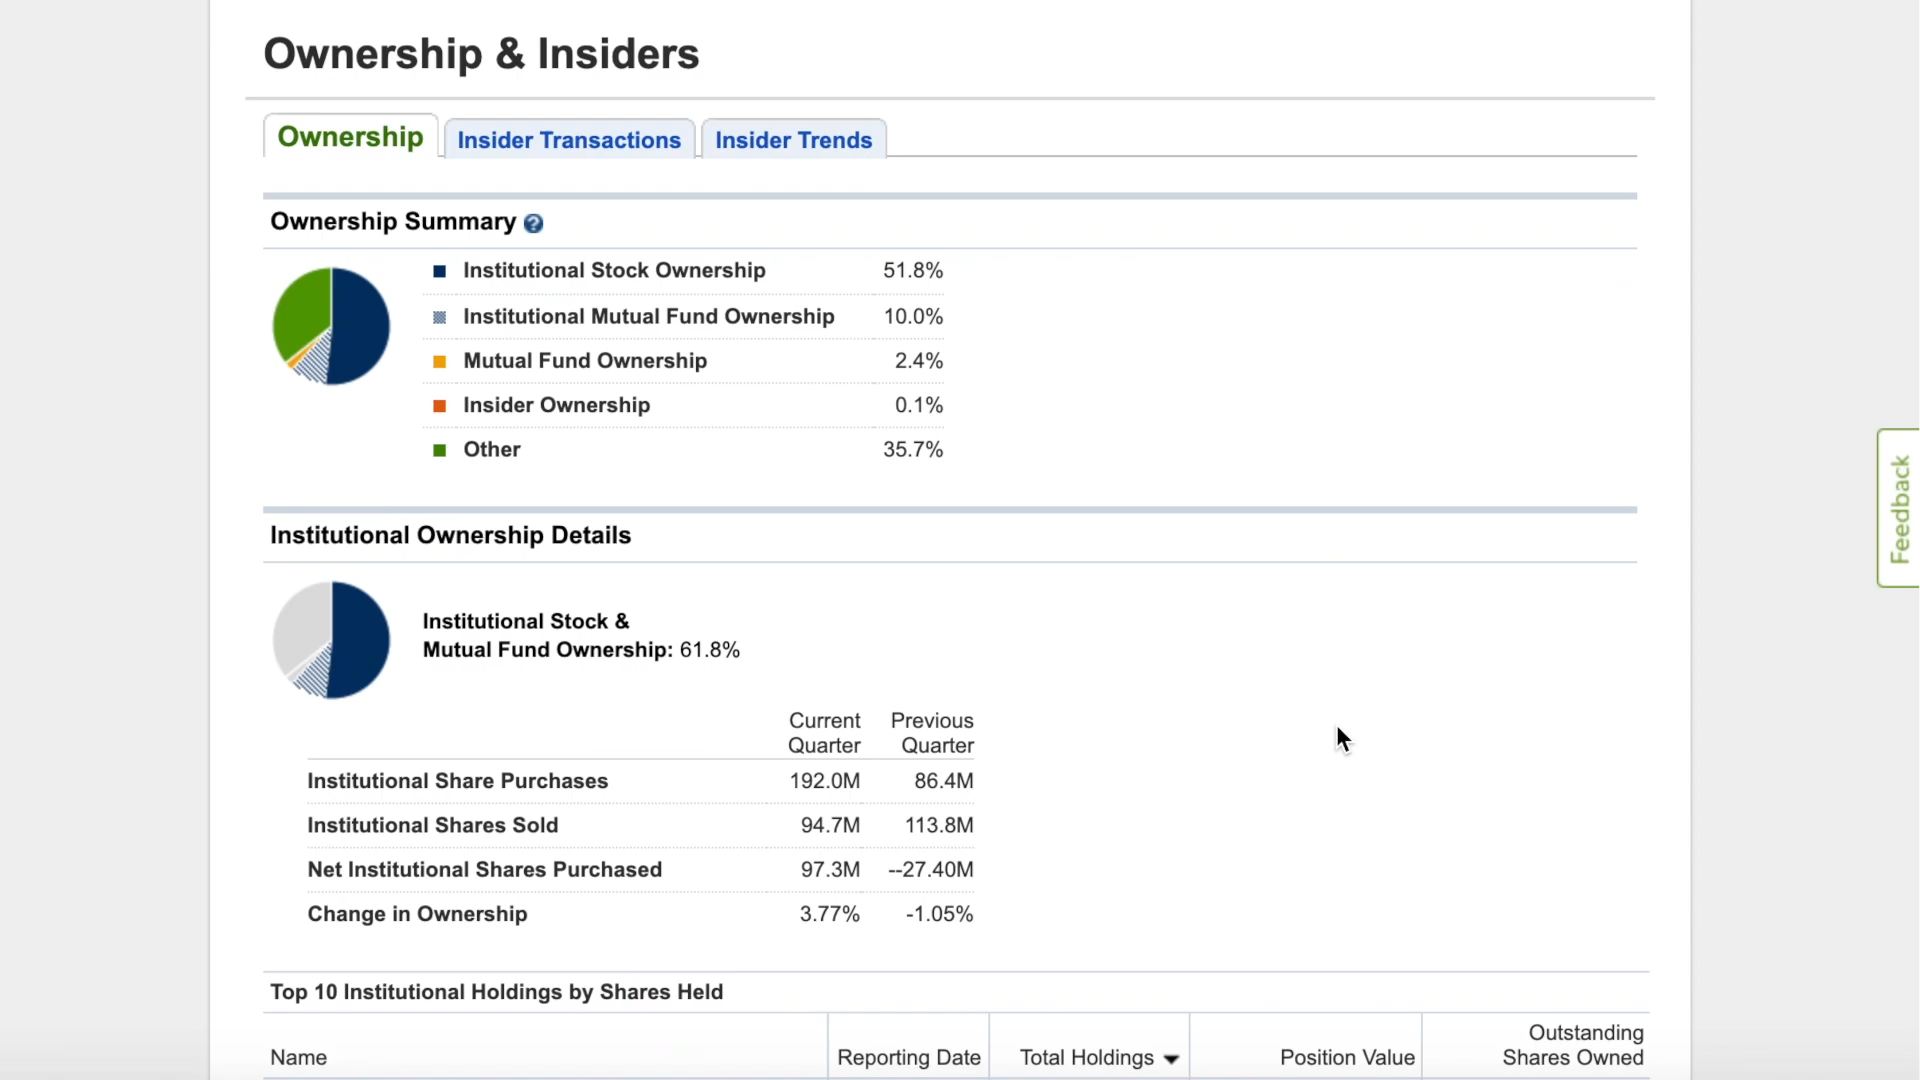 Ownership & Insiders
Ownership
Insider Transactions
Insider Trends
Ownership Summary ?
Institutional Stock Ownership 51.8%
Institutional Mutual Fund Ownership 10.0%
Mutual Fund Ownership 2.4%
Insider Ownership 0.1%
Other 35.7%
Feedback
Institutional Ownership Details
Institutional Stock &
Mutual Fund Ownership: 61.8%
Current Previous
Quarter Quarter
Institutional Share Purchases 192.0M 86.4M
Institutional Shares Sold 94.7M 113.8M
Net Institutional Shares Purchased 97.3M --27.40M
Change in Ownership 3.77% -1.05%
Top 10 Institutional Holdings by Shares Held
Outstanding
Name Reporting Date Total Holdings Position Value Shares Owned